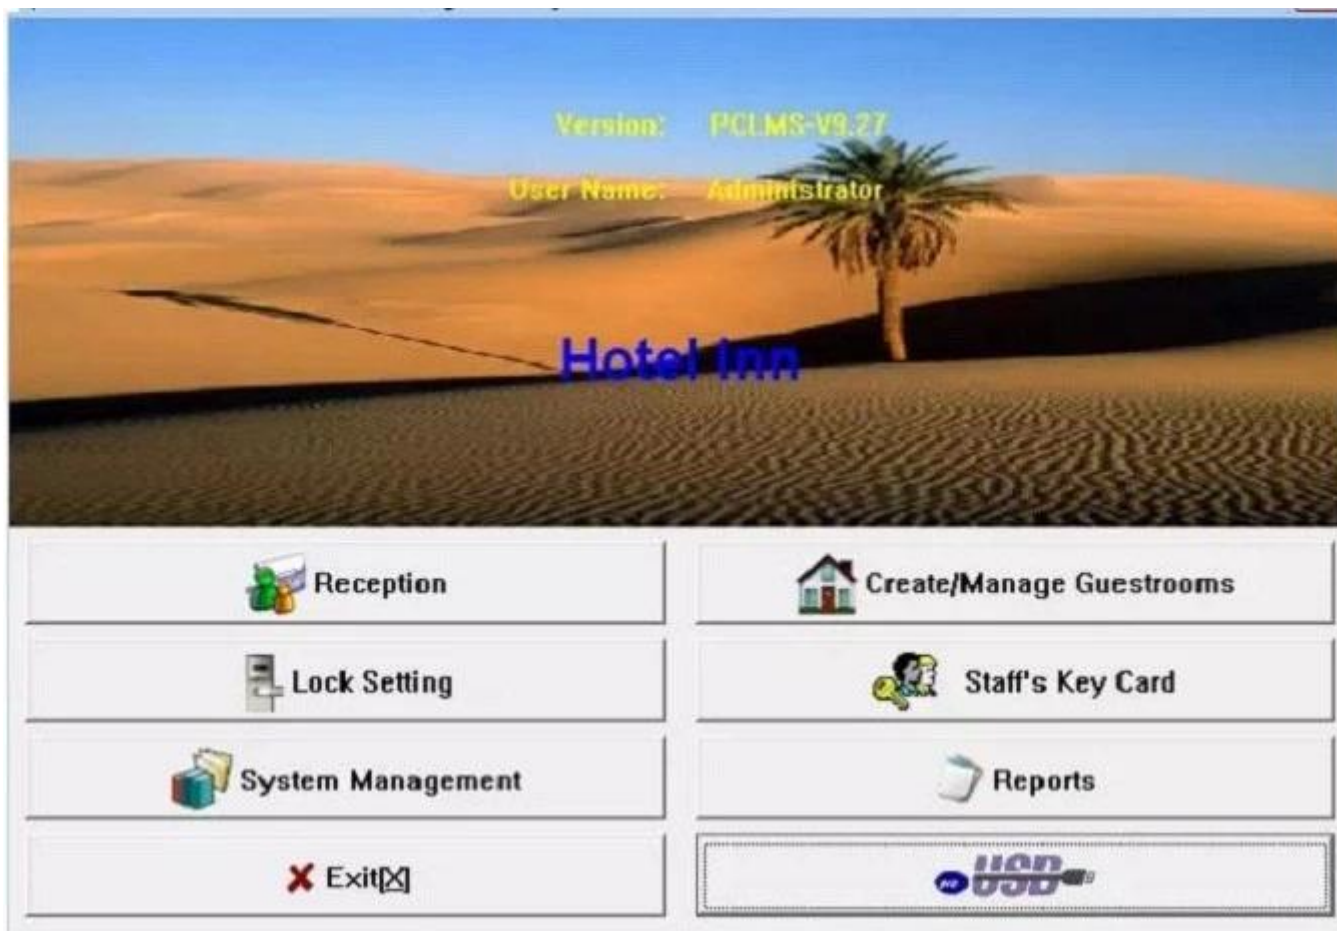 Version: PCLMS-V9.27
User Name: Administrator
Hotel Inn
Reception
Create/Manage Guestrooms
Lock Setting
Staff's Key Card
System Management
Reports
Exit[X]
USB